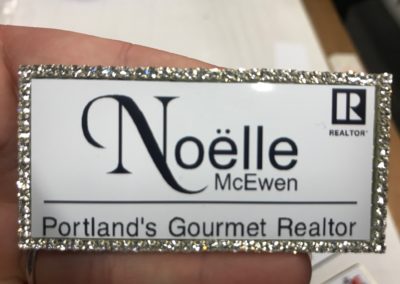 Noëlle
McEwen
R
REALTOR®
Portland's Gourmet Realtor